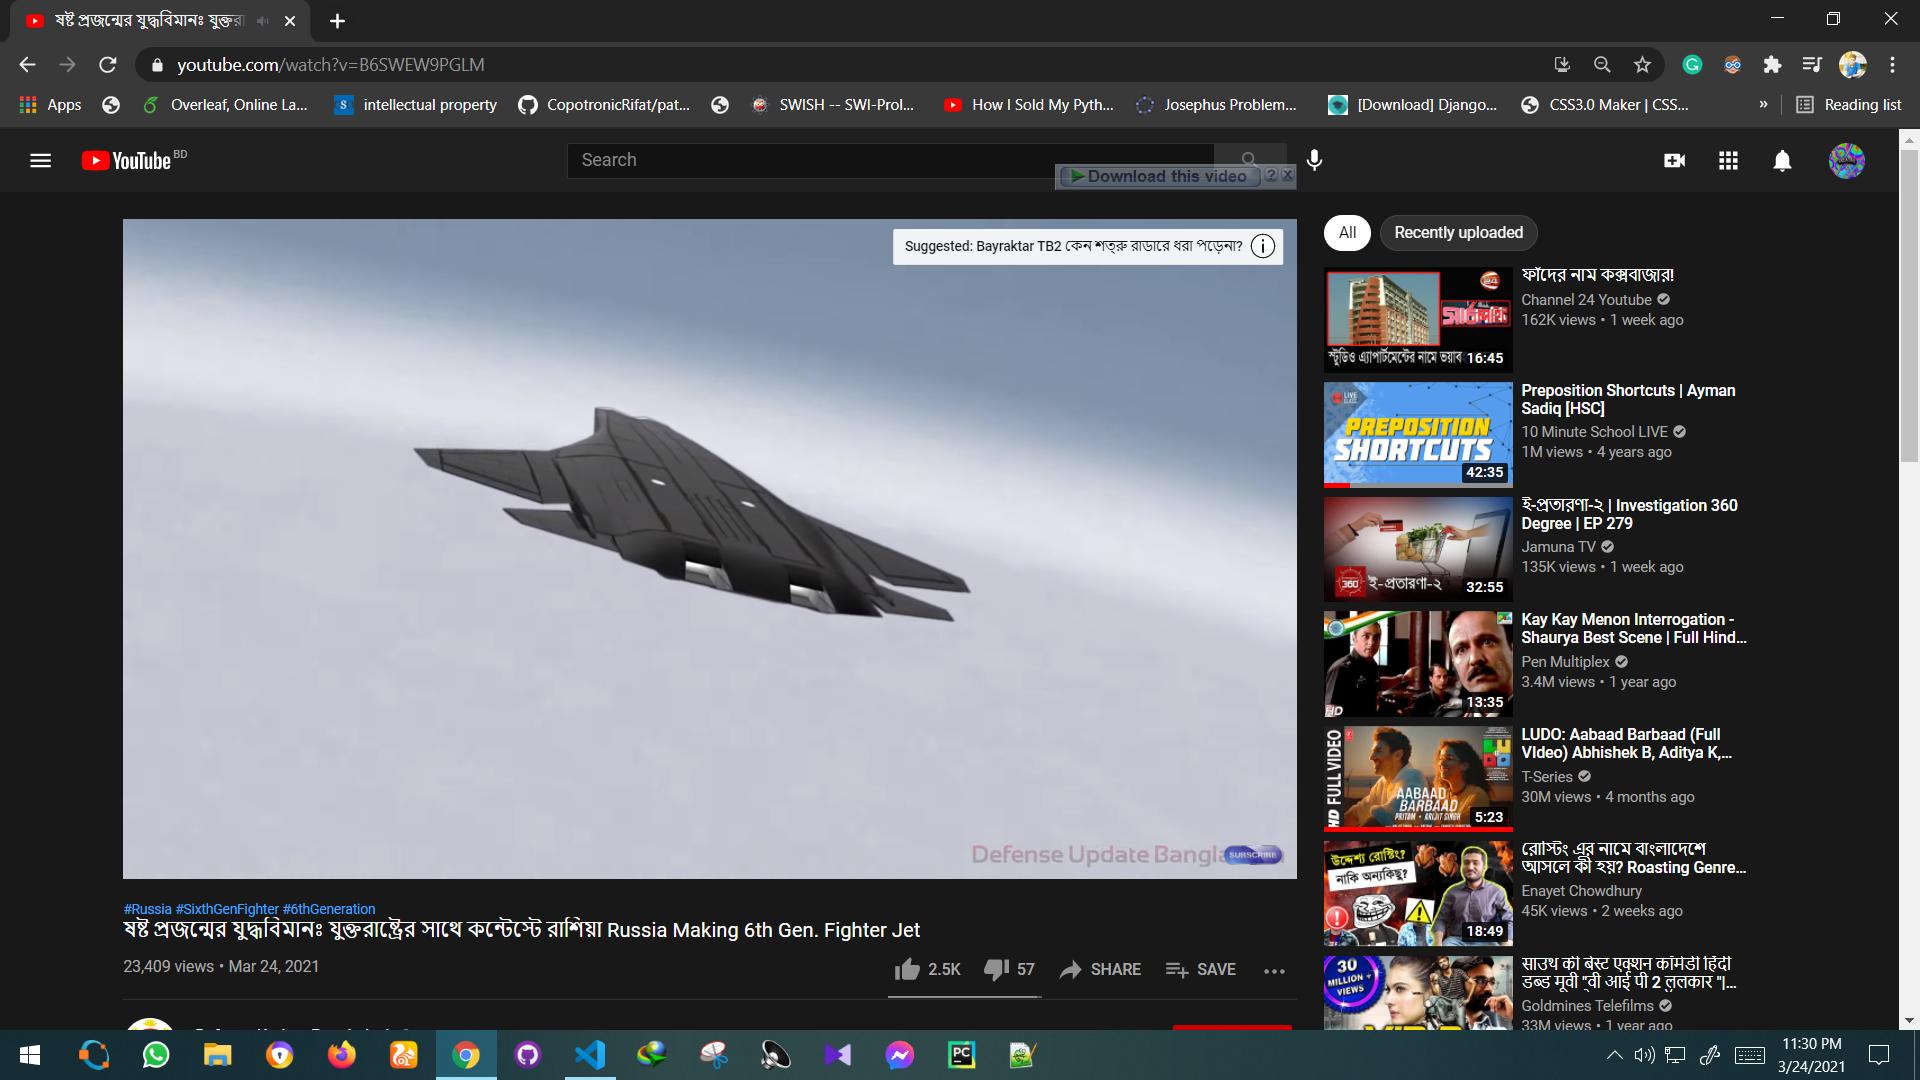 ষষ্ট প্রজন্মের যুদ্ধবিমানঃ যুক্তরা
youtube.com/watch?v=B6SWEW9PGLM
Apps
Overleaf, Online La...
intellectual property
CopotronicRifat/pat...
SWISH -- SWI-Prol...
How I Sold My Pyth...
Josephus Problem...
[Download] Django...
CSS3.0 Maker | CSS...
»
Reading list
YouTube BD
Search
Download this video
Suggested: Bayraktar TB2 কেন শত্রু রাডারে ধরা পড়েনা?
Defense Update Bangla
SUBSCRIBE
#Russia #SixthGenFighter #6thGeneration
ষষ্ট প্রজন্মের যুদ্ধবিমানঃ যুক্তরাষ্ট্রের সাথে কন্টেস্টে রাশিয়া Russia Making 6th Gen. Fighter Jet
23,409 views • Mar 24, 2021
2.5K
57
SHARE
SAVE
All
Recently uploaded
24
স্টুডিও এ্যাপার্টমেন্টের নামে ভয়াব
16:45
ফাঁদের নাম কক্সবাজার!
Channel 24 Youtube
162K views • 1 week ago
PREPOSITION
SHORTCUTS
42:35
Preposition Shortcuts | Ayman
Sadiq [HSC]
10 Minute School LIVE
1M views • 4 years ago
360
ই-প্রতারণা-২
32:55
ই-প্রতারণা-২ | Investigation 360
Degree | EP 279
Jamuna TV
135K views • 1 week ago
HD
13:35
Kay Kay Menon Interrogation -
Shaurya Best Scene | Full Hind...
Pen Multiplex
3.4M views • 1 year ago
HD FULL VIDEO
AABAAD
BARBAAD
PRITAM • ARIJIT SINGH
5:23
LUDO: Aabaad Barbaad (Full
VIdeo) Abhishek B, Aditya K,...
T-Series
30M views • 4 months ago
উদ্দেশ্য রোস্টিং?
নাকি অন্যকিছু?
18:49
রোস্টিং এর নামে বাংলাদেশে
আসলে কী হয়? Roasting Genre...
Enayet Chowdhury
45K views • 2 weeks ago
30
MILLION +
VIEWS
साउथ की बेस्ट एक्शन कॉमेडी हिंदी
डब्ड मूवी "वी आई पी 2 लुलकार "|...
Goldmines Telefilms
33M views • 1 year ago
11:30 PM
3/24/2021